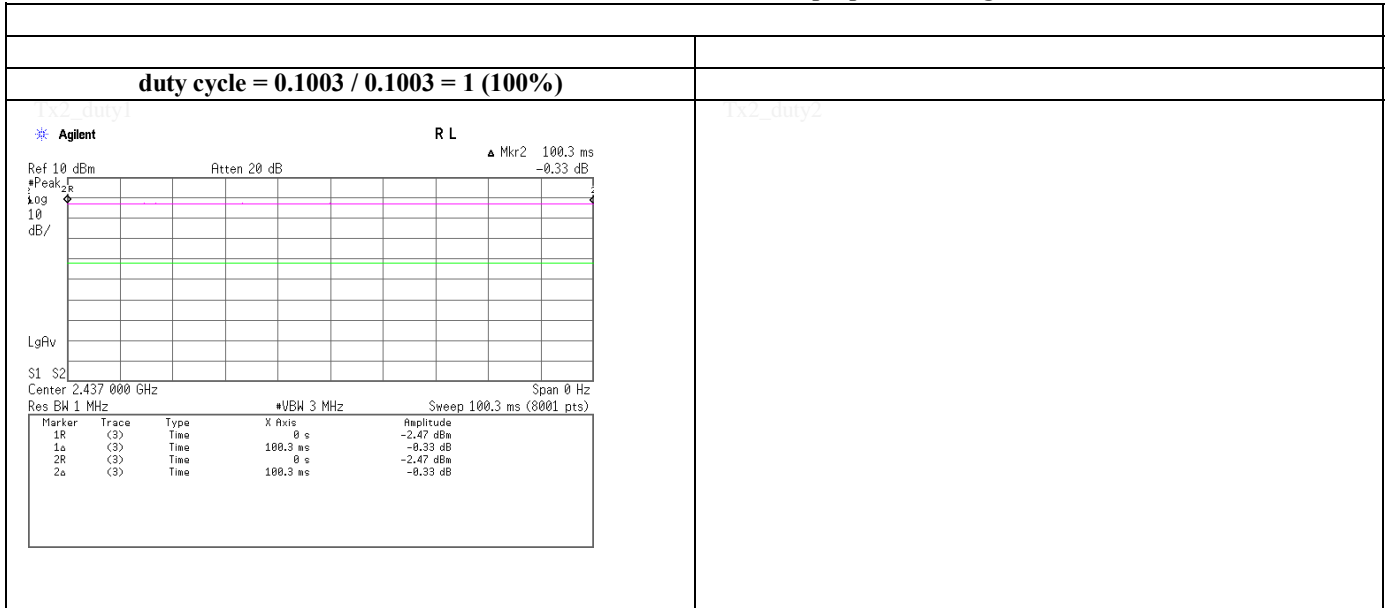 duty cycle = 0.1003 / 0.1003 = 1 (100%)
Tx2_duty1
Tx2_duty2
Agilent R L
Δ Mkr2 100.3 ms
Ref 10 dBm Atten 20 dB -0.33 dB
#Peak
Log
10
dB/
2R
2
LgAv
S1 S2
Center 2.437 000 GHz Span 0 Hz
Res BW 1 MHz #VBW 3 MHz Sweep 100.3 ms (8001 pts)
Marker Trace Type X Axis Amplitude
1R (3) Time 0 s -2.47 dBm
1Δ (3) Time 100.3 ms -0.33 dB
2R (3) Time 0 s -2.47 dBm
2Δ (3) Time 100.3 ms -0.33 dB